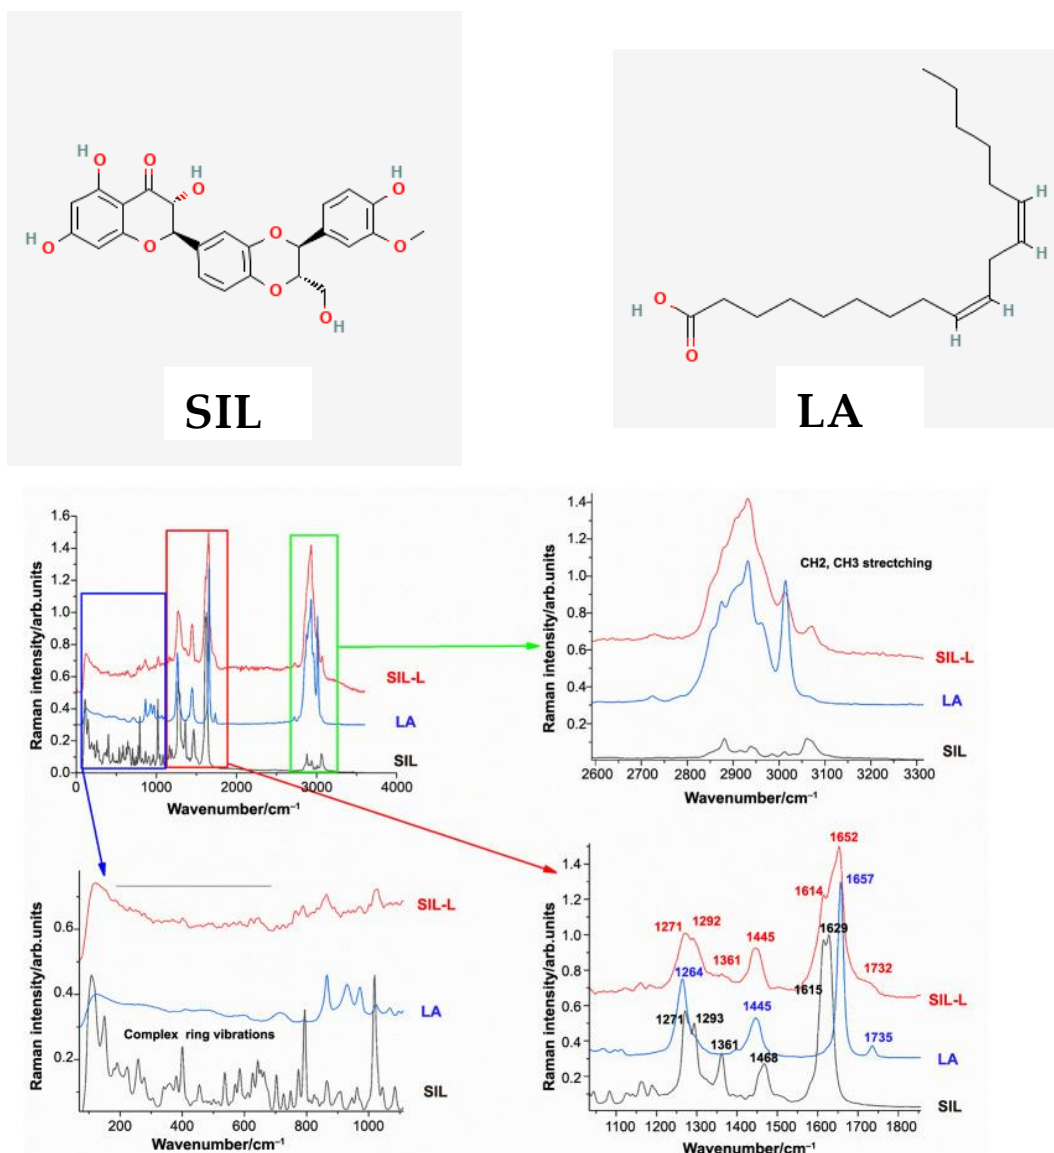 H
O
O
H
O
H
O
O
H
O
O
H
O
O
O
H
SIL
H
O
O
H
H
H
H
LA
Raman intensity/arb.units
1.6
1.4
1.2
1.0
0.8
0.6
0.4
0.2
0.0
0
1000
2000
3000
4000
SIL-L
LA
SIL
Wavenumber/cm⁻¹
Raman intensity/arb.units
1.4
1.2
1.0
0.8
0.6
0.4
0.2
CH2, CH3 strectching
SIL-L
LA
SIL
2600 2700 2800 2900 3000 3100 3200 3300
Wavenumber/cm⁻¹
Raman intensity/arb.units
0.6
0.4
0.2
SIL-L
LA
Complex ring vibrations
SIL
200 400 600 800 1000
Wavenumber/cm⁻¹
Raman intensity/arb.units
1.4
1.2
1.0
0.8
0.6
0.4
0.2
1652
1657
1614
1629
1271
1292
1445
1361
1732
1264
1615
SIL-L
1271
1293
1445
1361
1735
1468
LA
SIL
1100 1200 1300 1400 1500 1600 1700 1800
Wavenumber/cm⁻¹